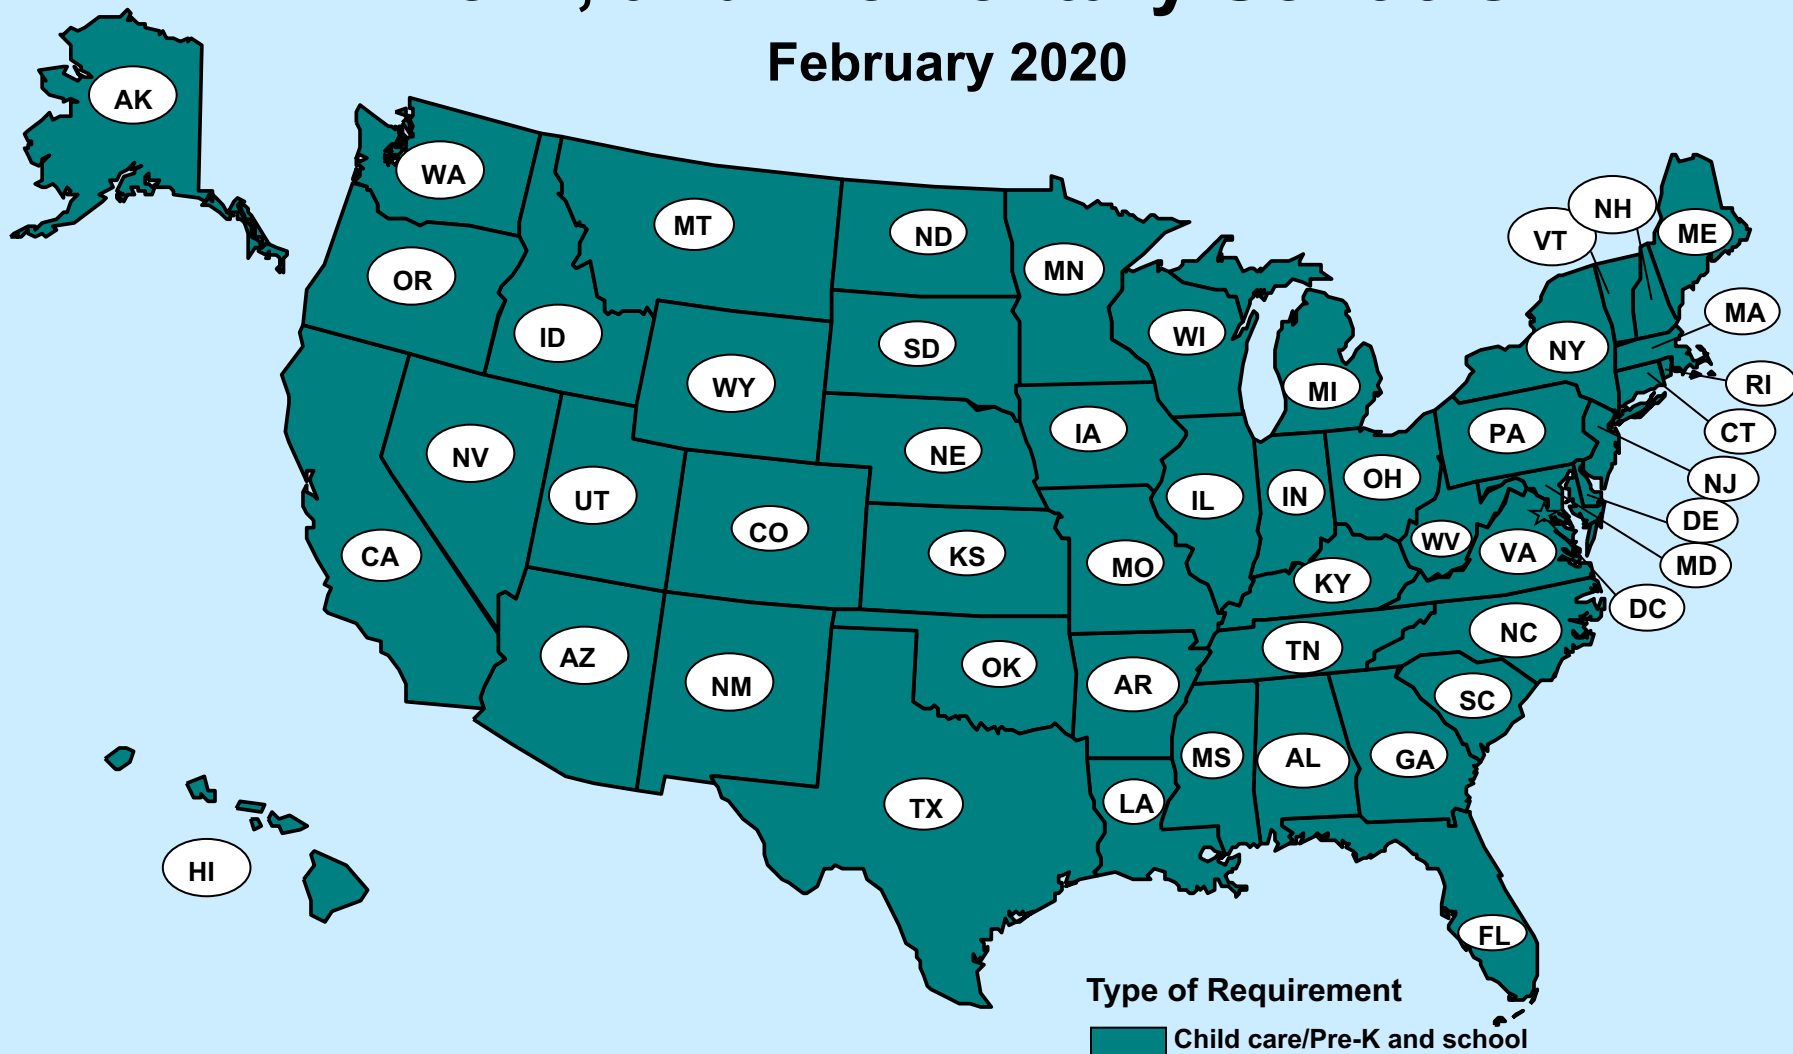 February 2020
AK
WA
MT
ND
MN
OR
ID
WY
SD
WI
MI
NH
VT
ME
MA
NY
RI
CT
PA
NJ
DE
MD
DC
NV
UT
CO
NE
IA
IL
IN
OH
WV
VA
KS
MO
KY
CA
AZ
NM
OK
AR
TN
NC
SC
MS
AL
GA
LA
TX
HI
FL
Type of Requirement
Child care/Pre-K and school